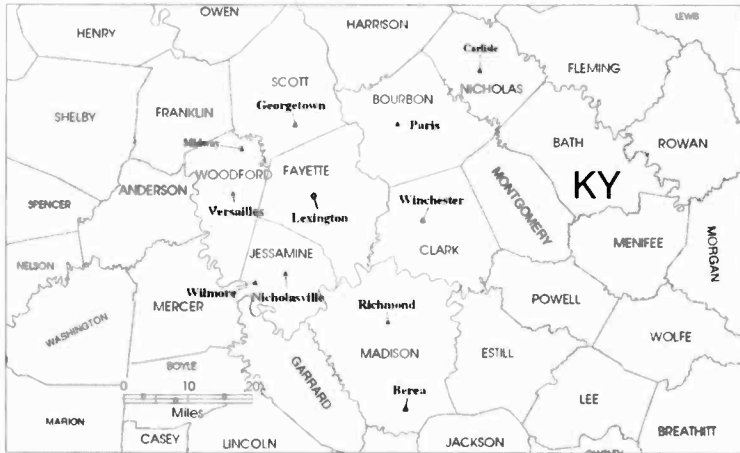 OWEN
HENRY
HARRISON
LEWIS
Carlisle
SCOTT
FLEMING
NICHOLAS
BOURBON
SHELBY
FRANKLIN
Georgetown
Paris
Midway
BATH
ROWAN
WOODFORD
FAYETTE
KY
ANDERSON
MONTGOMERY
SPENCER
Versailles
Lexington
Winchester
MENIFEE
MORGAN
JESSAMINE
CLARK
NELSON
Wilmore
Nicholasville
MERCER
Richmond
POWELL
WASHINGTON
WOLFE
MADISON
ESTILL
BOYLE
GARRARD
0 10 20
Miles
Berea
LEE
MARION
BREATHITT
CASEY
LINCOLN
JACKSON